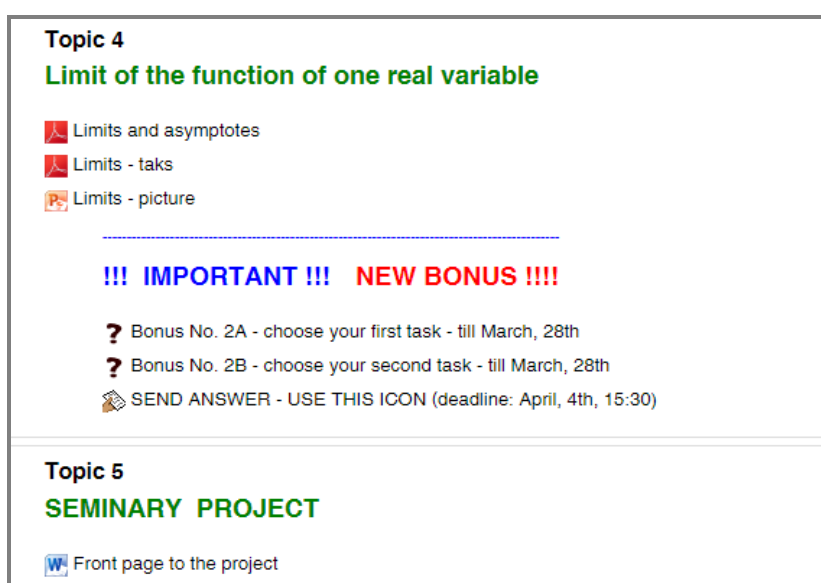 Topic 4
Limit of the function of one real variable
Limits and asymptotes
Limits - taks
Limits - picture
!!! IMPORTANT !!! NEW BONUS !!!!
Bonus No. 2A - choose your first task - till March, 28th
Bonus No. 2B - choose your second task - till March, 28th
SEND ANSWER - USE THIS ICON (deadline: April, 4th, 15:30)
Topic 5
SEMINARY PROJECT
Front page to the project